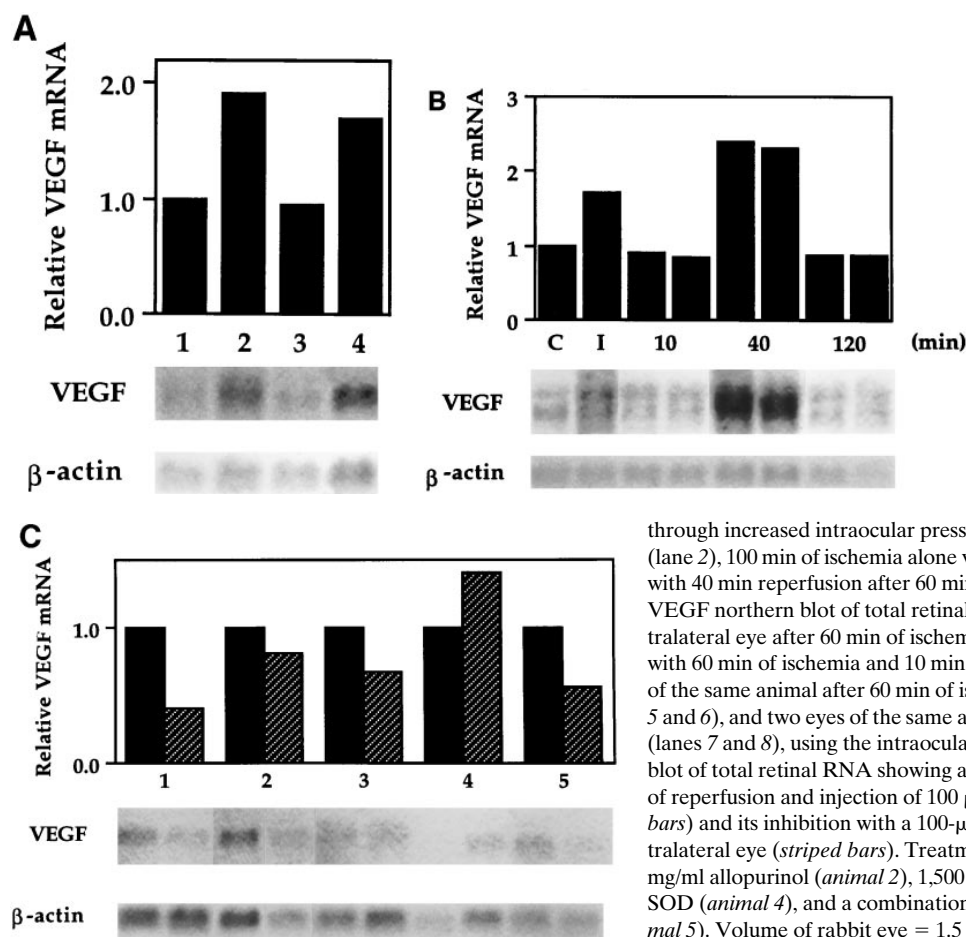 A
Relative VEGF mRNA
2.0
1.0
0.0
1 2 3 4
VEGF
β-actin
B
Relative VEGF mRNA
3
2
1
0
C I 10 40 120 (min)
VEGF
β-actin
C
Relative VEGF mRNA
1.0
0.0
1 2 3 4 5
VEGF
β-actin
through increased intraocular press
(lane 2), 100 min of ischemia alone
with 40 min reperfusion after 60 min
VEGF northern blot of total retinal
tralateral eye after 60 min of ischem
with 60 min of ischemia and 10 min
of the same animal after 60 min of is
5 and 6), and two eyes of the same a
(lanes 7 and 8), using the intraocula
blot of total retinal RNA showing a
of reperfusion and injection of 100
bars) and its inhibition with a 100-μ
tralateral eye (striped bars). Treatm
mg/ml allopurinol (animal 2), 1,500
SOD (animal 4), and a combination
mal 5). Volume of rabbit eye = 1.5